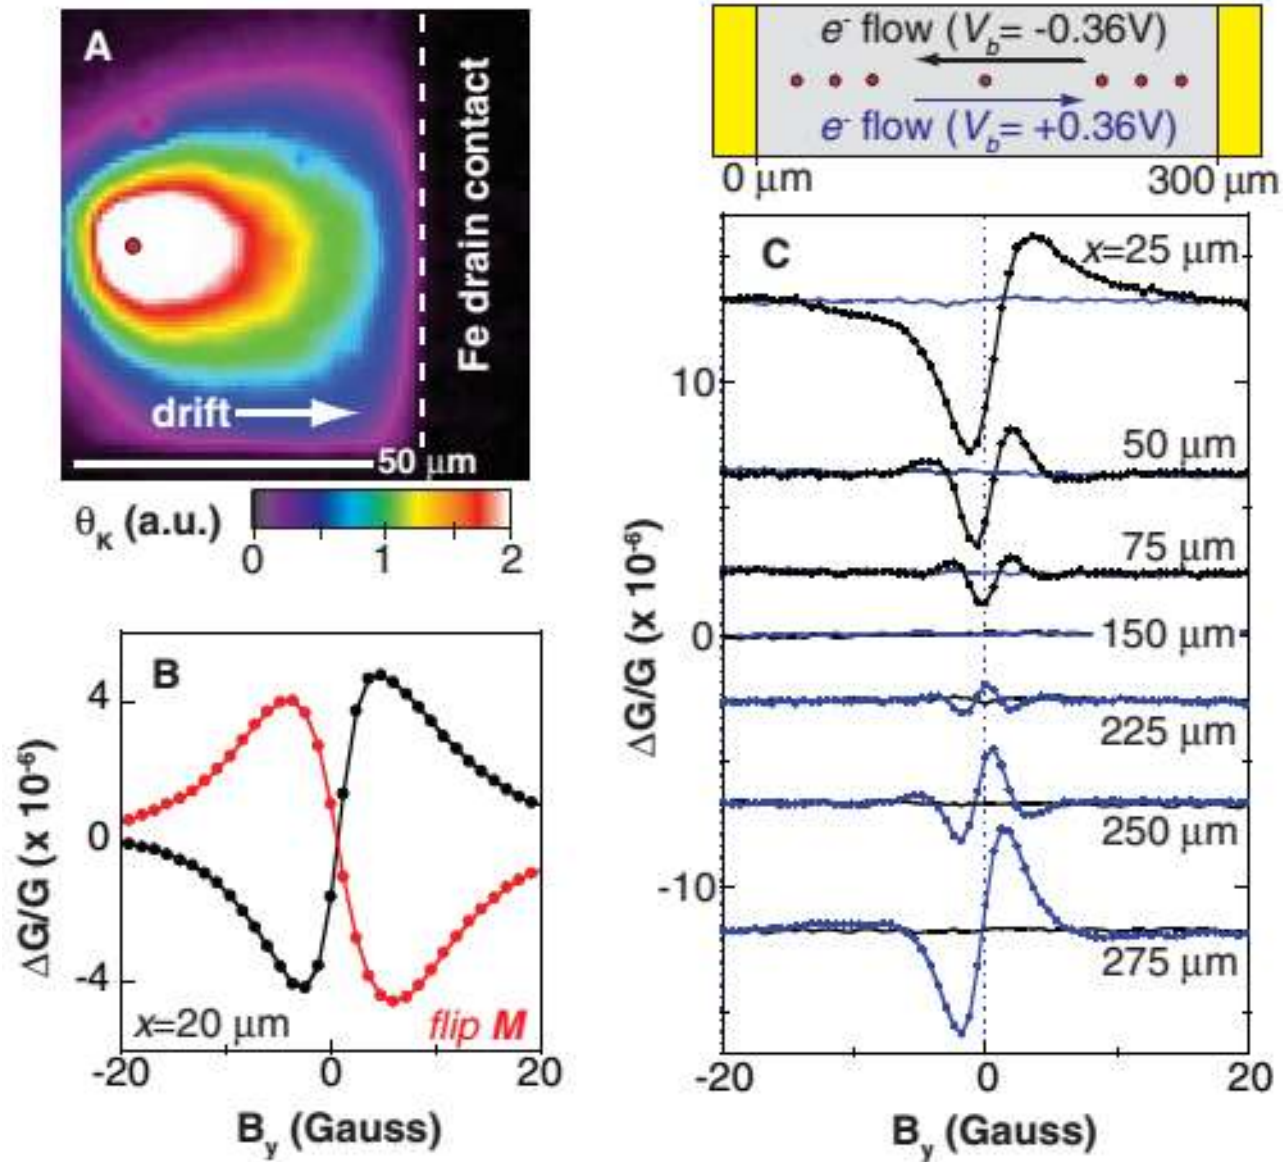 A
Fe drain contact
drift
50 μm
θK (a.u.)
0 1 2
B
ΔG/G (x 10⁻⁶)
4
0
-4
x=20 μm
flip M
-20 0 20
By (Gauss)
e⁻ flow (Vb= -0.36V)
e⁻ flow (Vb= +0.36V)
0 μm 300 μm
C
x=25 μm
10
50 μm
75 μm
ΔG/G (x 10⁻⁶)
0
150 μm
225 μm
250 μm
-10
275 μm
-20 0 20
By (Gauss)